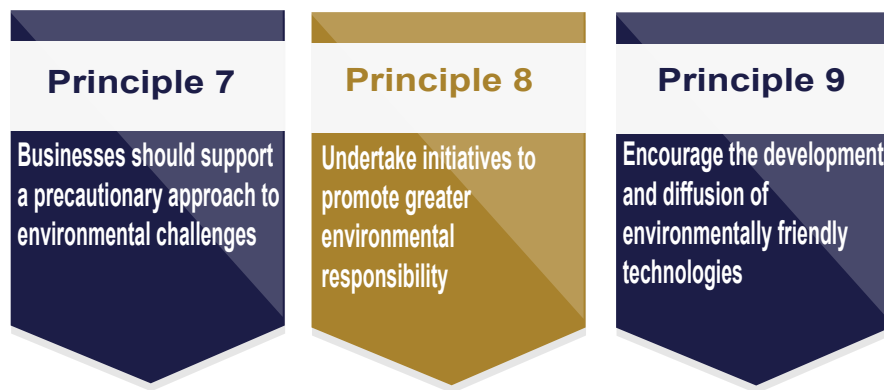 Principle 7
Businesses should support
a precautionary approach to
environmental challenges
Principle 8
Undertake initiatives to
promote greater
environmental
responsibility
Principle 9
Encourage the development
and diffusion of
environmentally friendly
technologies